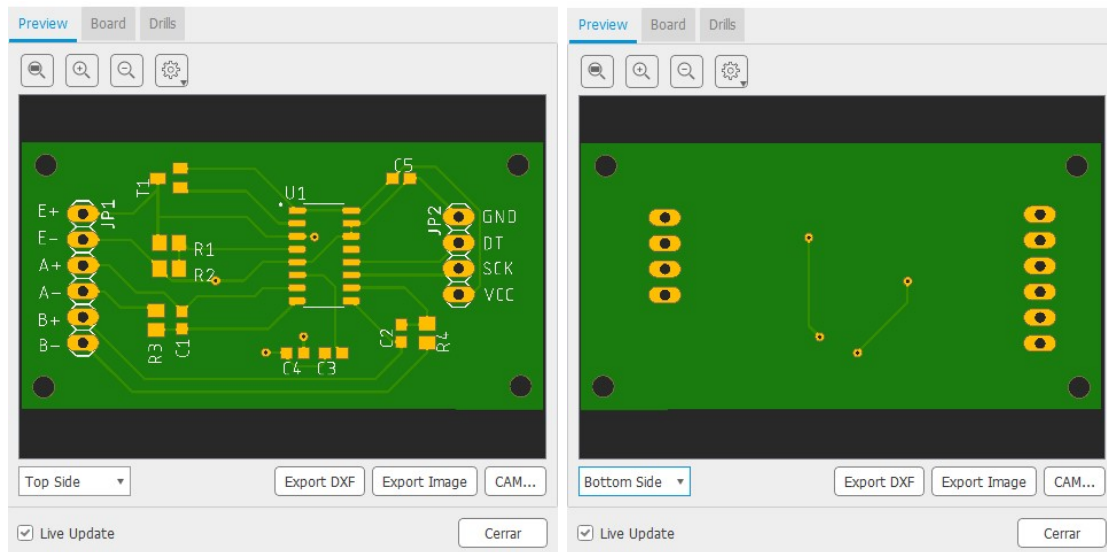 Preview Board Drills
T1
C5
U1
E+ JP1 JP2 GND
E- R1 DT
A+ R2 SCK
A- VCC
B+ R3 C1 C2 R4
B- C4 C3
Top Side Export DXF Export Image CAM...
Live Update Cerrar
Preview Board Drills
Bottom Side Export DXF Export Image CAM...
Live Update Cerrar